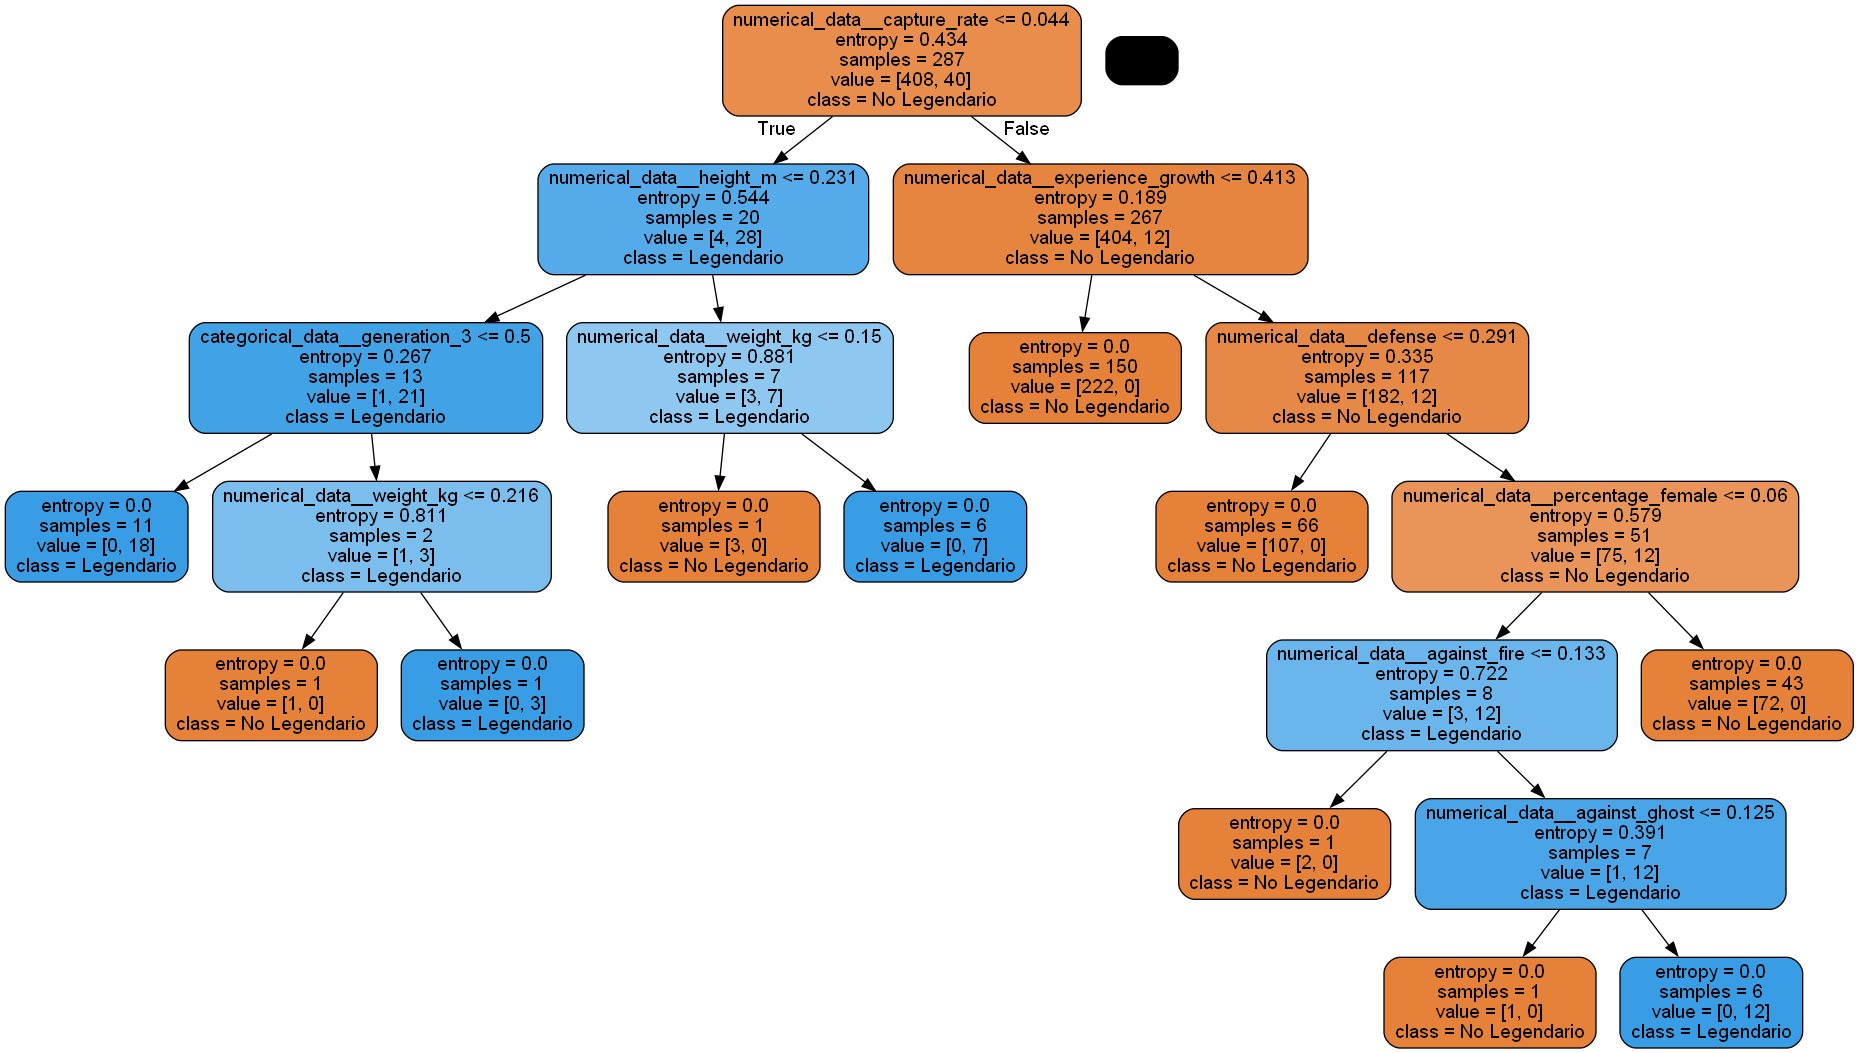 numerical_data__capture_rate <= 0.044
entropy = 0.434
samples = 287
value = [408, 40]
class = No Legendario
True
False
numerical_data__height_m <= 0.231
entropy = 0.544
samples = 20
value = [4, 28]
class = Legendario
numerical_data__experience_growth <= 0.413
entropy = 0.189
samples = 267
value = [404, 12]
class = No Legendario
categorical_data__generation_3 <= 0.5
entropy = 0.267
samples = 13
value = [1, 21]
class = Legendario
numerical_data__weight_kg <= 0.15
entropy = 0.881
samples = 7
value = [3, 7]
class = Legendario
entropy = 0.0
samples = 150
value = [222, 0]
class = No Legendario
numerical_data__defense <= 0.291
entropy = 0.335
samples = 117
value = [182, 12]
class = No Legendario
entropy = 0.0
samples = 11
value = [0, 18]
class = Legendario
numerical_data__weight_kg <= 0.216
entropy = 0.811
samples = 2
value = [1, 3]
class = Legendario
entropy = 0.0
samples = 1
value = [3, 0]
class = No Legendario
entropy = 0.0
samples = 6
value = [0, 7]
class = Legendario
entropy = 0.0
samples = 66
value = [107, 0]
class = No Legendario
numerical_data__percentage_female <= 0.06
entropy = 0.579
samples = 51
value = [75, 12]
class = No Legendario
entropy = 0.0
samples = 1
value = [1, 0]
class = No Legendario
entropy = 0.0
samples = 1
value = [0, 3]
class = Legendario
numerical_data__against_fire <= 0.133
entropy = 0.722
samples = 8
value = [3, 12]
class = Legendario
entropy = 0.0
samples = 43
value = [72, 0]
class = No Legendario
entropy = 0.0
samples = 1
value = [2, 0]
class = No Legendario
numerical_data__against_ghost <= 0.125
entropy = 0.391
samples = 7
value = [1, 12]
class = Legendario
entropy = 0.0
samples = 1
value = [1, 0]
class = No Legendario
entropy = 0.0
samples = 6
value = [0, 12]
class = Legendario